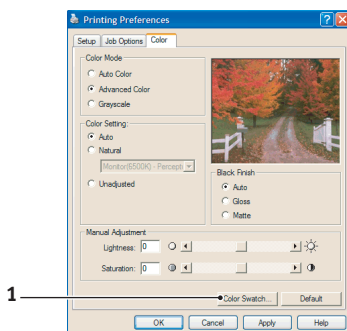 Printing Preferences
Setup Job Options Color
Color Mode
Auto Color
Advanced Color
Grayscale
Color Setting:
Auto
Natural
Monitor(6500K) - Percepti
Unadjusted
Black Finish
Auto
Gloss
Matte
Manual Adjustment
Lightness: 0
Saturation: 0
1
Color Swatch... Default
OK Cancel Apply Help